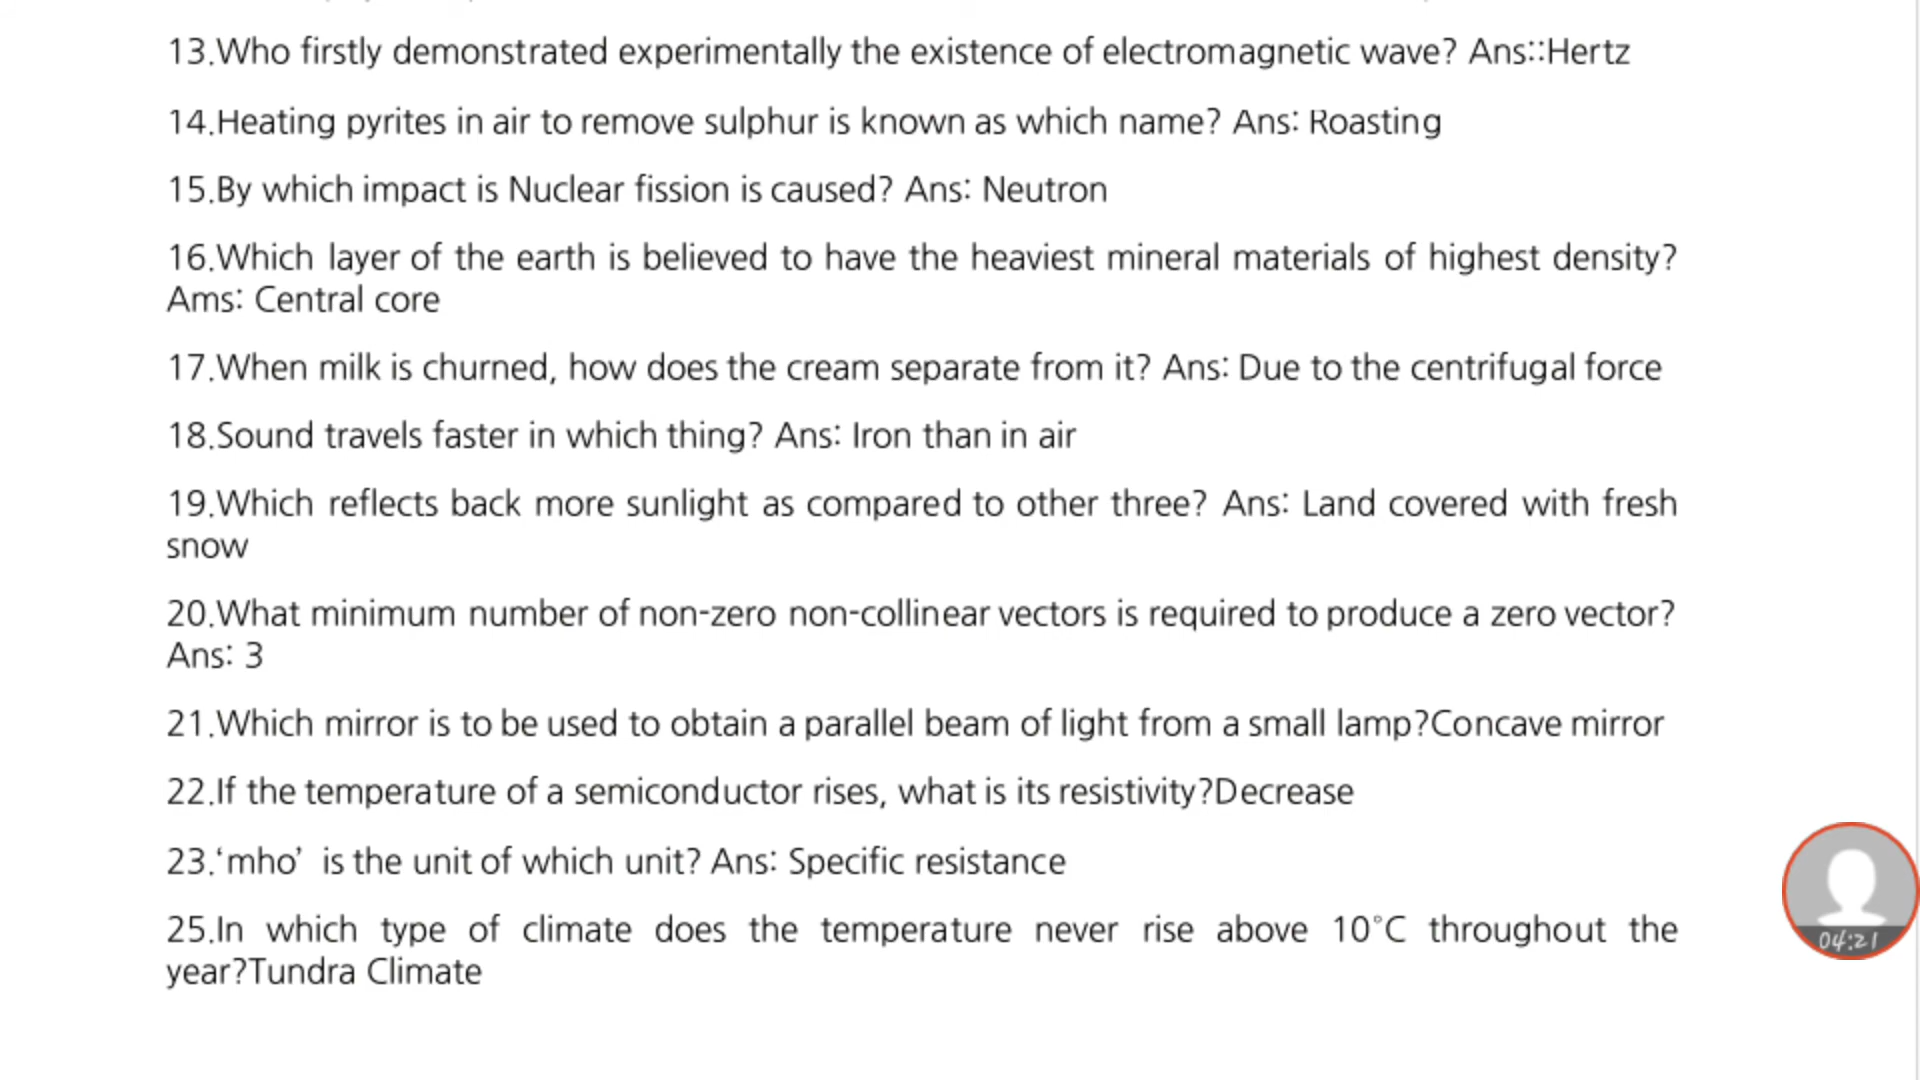 13.Who firstly demonstrated experimentally the existence of electromagnetic wave? Ans::Hertz
14.Heating pyrites in air to remove sulphur is known as which name? Ans: Roasting
15.By which impact is Nuclear fission is caused? Ans: Neutron
16.Which layer of the earth is believed to have the heaviest mineral materials of highest density?
Ams: Central core
17.When milk is churned, how does the cream separate from it? Ans: Due to the centrifugal force
18.Sound travels faster in which thing? Ans: Iron than in air
19.Which reflects back more sunlight as compared to other three? Ans: Land covered with fresh
snow
20.What minimum number of non-zero non-collinear vectors is required to produce a zero vector?
Ans: 3
21.Which mirror is to be used to obtain a parallel beam of light from a small lamp?Concave mirror
22.If the temperature of a semiconductor rises, what is its resistivity?Decrease
23.‘mho’ is the unit of which unit? Ans: Specific resistance
25.In which type of climate does the temperature never rise above 10°C throughout the
year?Tundra Climate
04:21